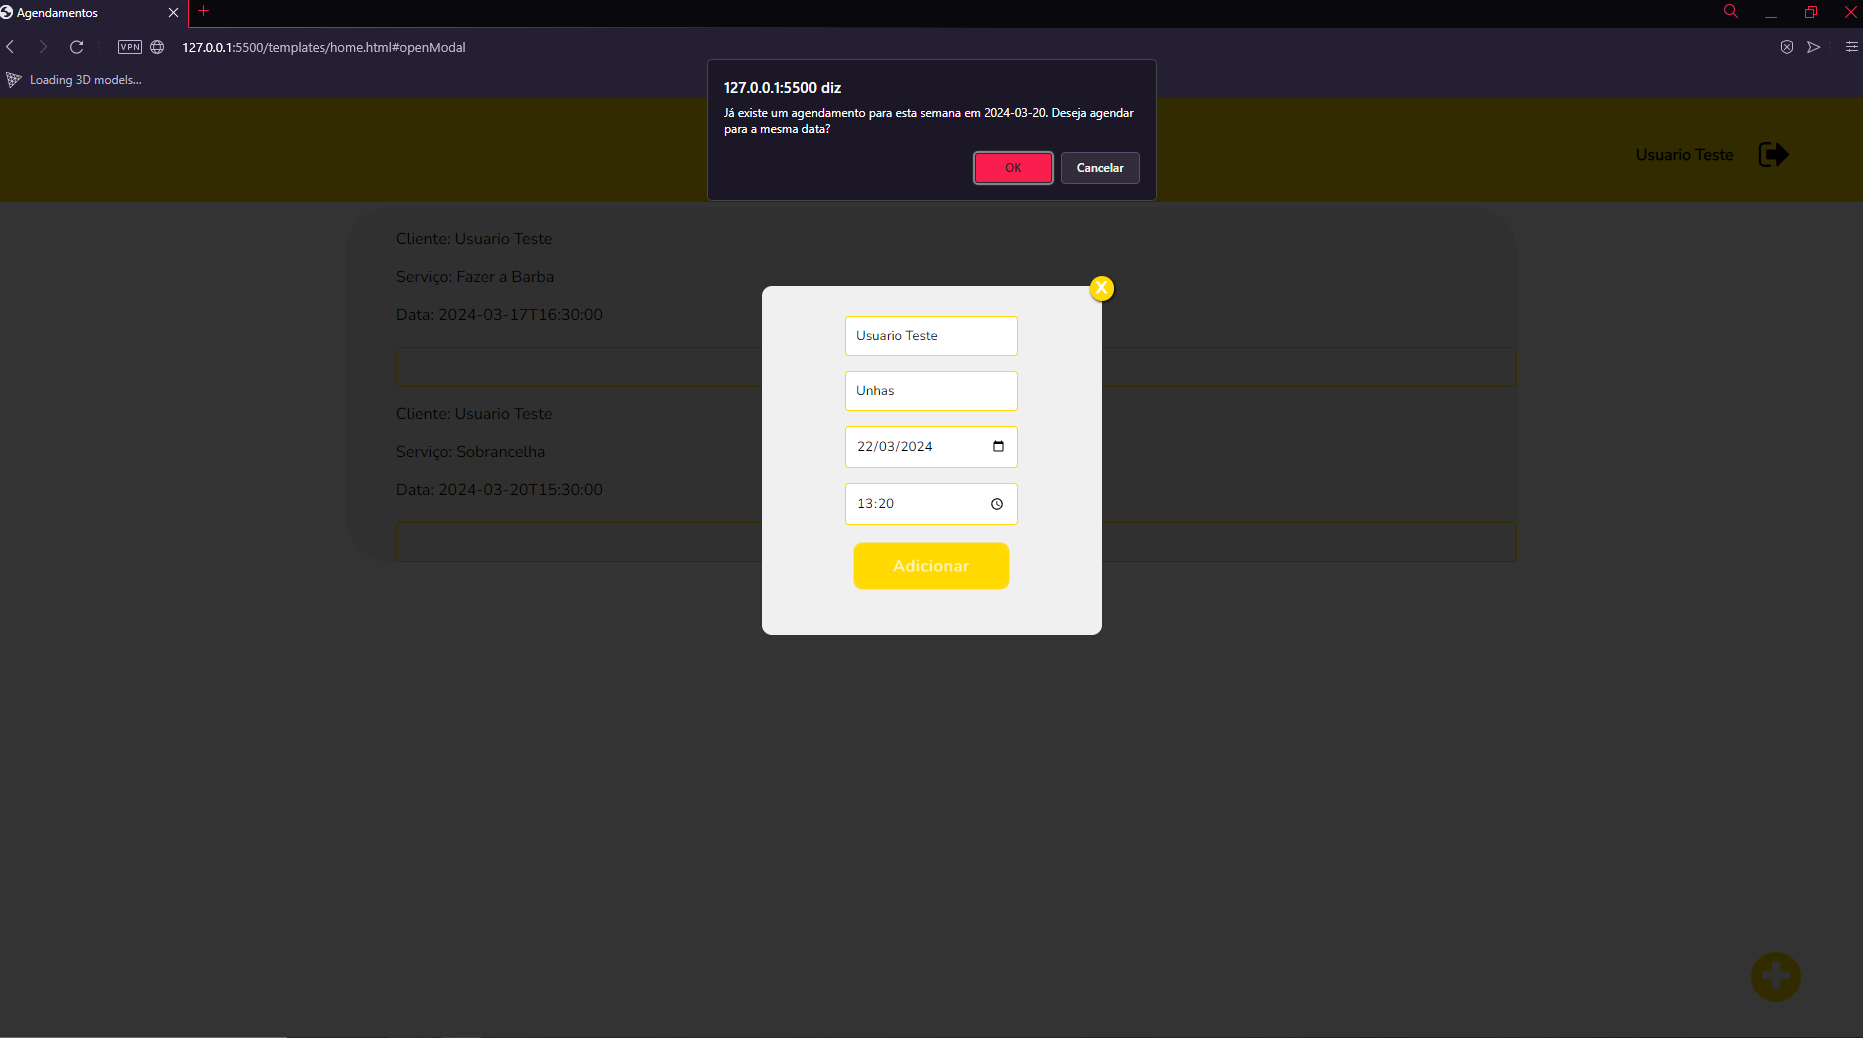 Agendamentos
VPN
127.0.0.1:5500/templates/home.html#openModal
Loading 3D models...
127.0.0.1:5500 diz
Já existe um agendamento para esta semana em 2024-03-20. Deseja agendar
para a mesma data?
OK
Cancelar
Usuario Teste
Cliente: Usuario Teste
Serviço: Fazer a Barba
Data: 2024-03-17T16:30:00
Cliente: Usuario Teste
Serviço: Sobrancelha
Data: 2024-03-20T15:30:00
X
Usuario Teste
Unhas
22/03/2024
13:20
Adicionar